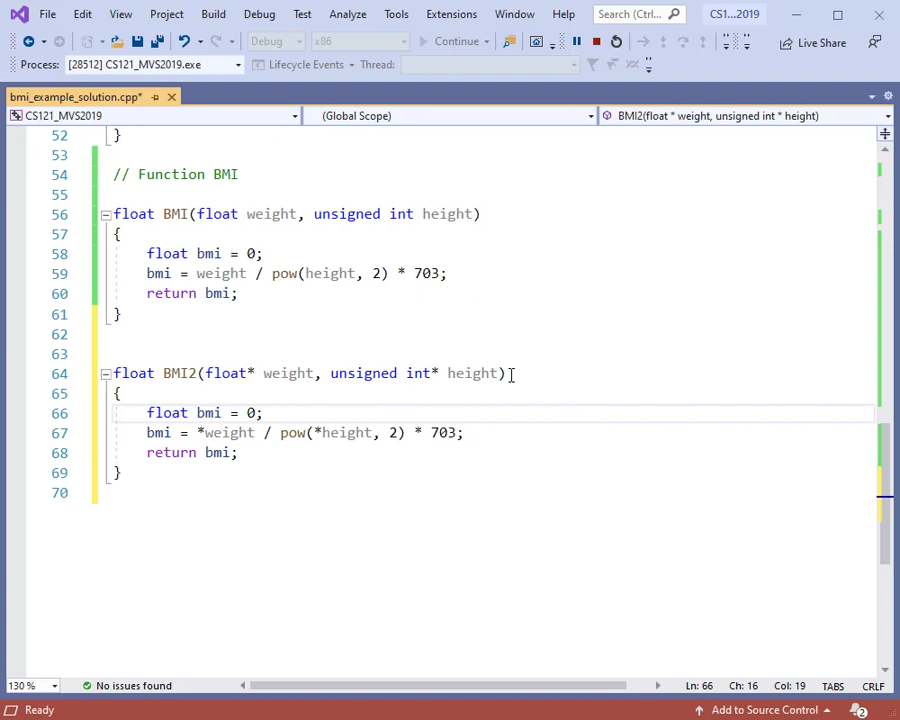 File Edit View Project Build Debug Test Analyze Tools Extensions Window Help Search (Ctrl... CS1...2019
Debug x86 Continue Live Share
Process: [28512] CS121_MVS2019.exe Lifecycle Events Thread:
bmi_example_solution.cpp*
CS121_MVS2019 (Global Scope) BMI2(float * weight, unsigned int * height)
52 }
53
54 // Function BMI
55
56 float BMI(float weight, unsigned int height)
57 {
58 float bmi = 0;
59 bmi = weight / pow(height, 2) * 703;
60 return bmi;
61 }
62
63
64 float BMI2(float* weight, unsigned int* height)
65 {
66 float bmi = 0;
67 bmi = *weight / pow(*height, 2) * 703;
68 return bmi;
69 }
70
130 % No issues found Ln: 66 Ch: 16 Col: 19 TABS CRLF
Ready Add to Source Control 2